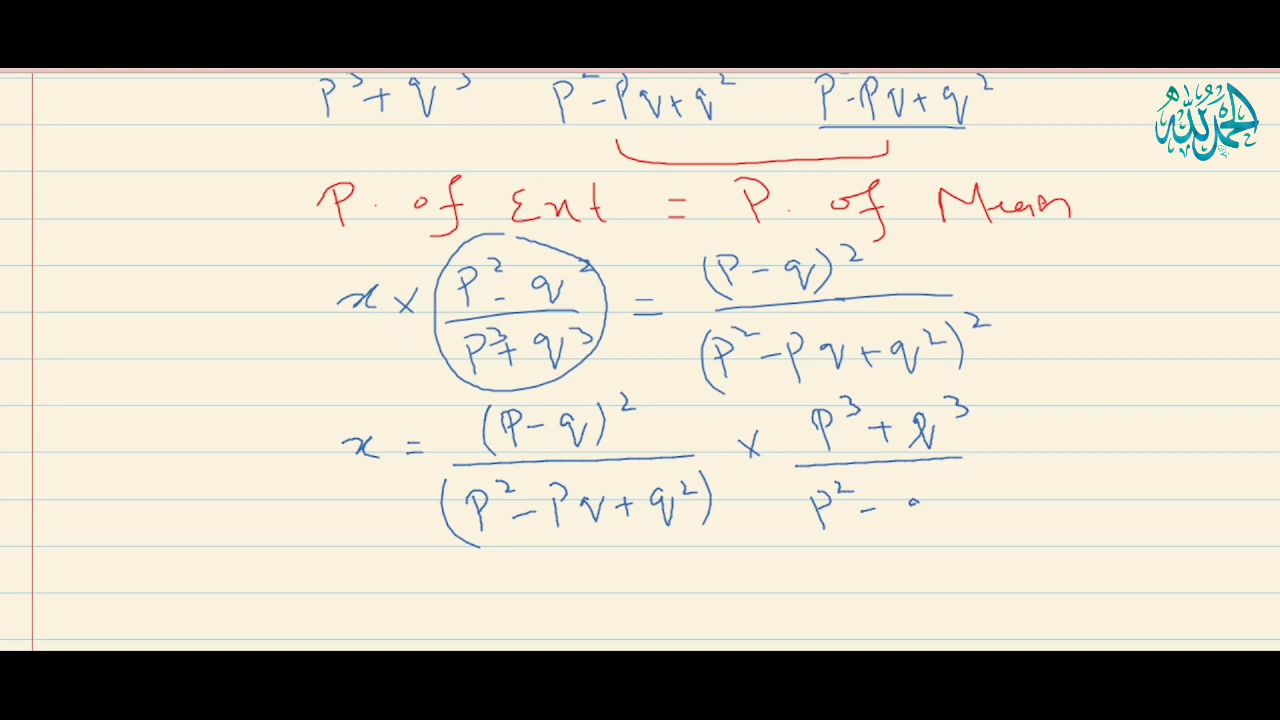 p³ + q³   p² - pq + q²   p² - pq + q²
الحمد لله
P. of Ext = P. of Mean
x × (p² - q²)/(p³ + q³) = (p - q)²/(p² - pq + q²)²
x = (p - q)²/(p² - pq + q²) × (p³ + q³)/(p² -